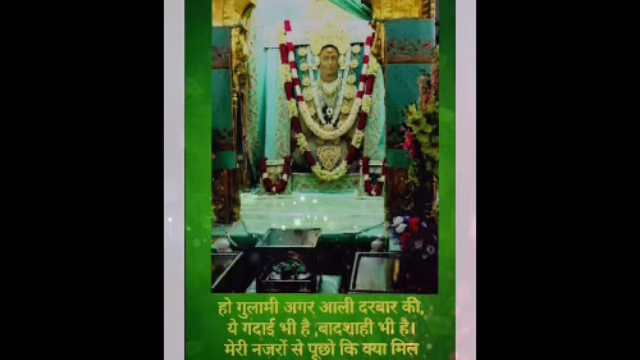 हो गुलामी अगर आली दरबार की,
ये गदाई भी है ,बादशाही भी है।
मेरी नजरों से पूछो कि क्या मिल